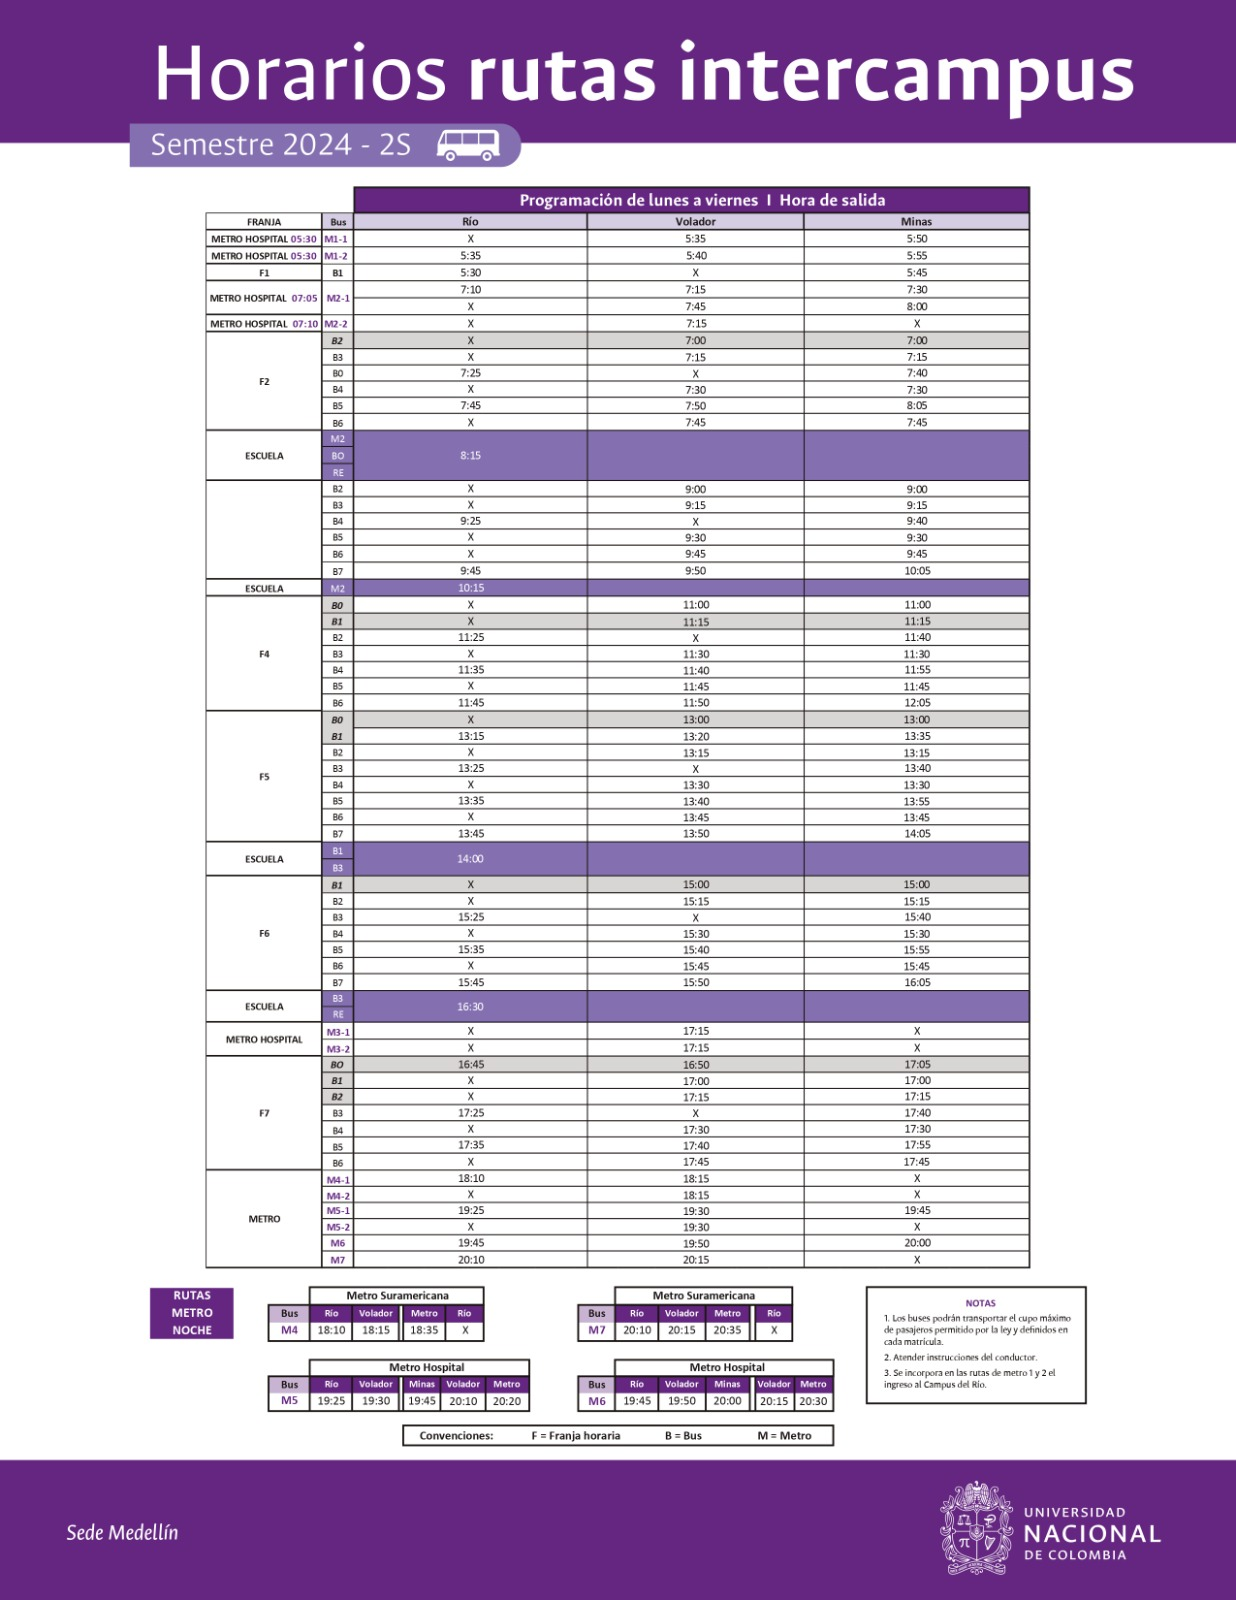 Horarios rutas intercampus
Semestre 2024 - 2S
Programación de lunes a viernes I Hora de salida
FRANJA Bus Río Volador Minas
METRO HOSPITAL 05:30 M1-1 X 5:35 5:50
METRO HOSPITAL 05:30 M1-2 5:35 5:40 5:55
F1 B1 5:30 X 5:45
METRO HOSPITAL 07:05 M2-1 7:10 7:15 7:30
X 7:45 8:00
METRO HOSPITAL 07:10 M2-2 X 7:15 X
F2 B2 X 7:00 7:00
B3 X 7:15 7:15
B0 7:25 X 7:40
B4 X 7:30 7:30
B5 7:45 7:50 8:05
B6 X 7:45 7:45
ESCUELA M2
BO 8:15
RE
B2 X 9:00 9:00
B3 X 9:15 9:15
B4 9:25 X 9:40
B5 X 9:30 9:30
B6 X 9:45 9:45
B7 9:45 9:50 10:05
ESCUELA M2 10:15
F4 B0 X 11:00 11:00
B1 X 11:15 11:15
B2 11:25 X 11:40
B3 X 11:30 11:30
B4 11:35 11:40 11:55
B5 X 11:45 11:45
B6 11:45 11:50 12:05
F5 B0 X 13:00 13:00
B1 13:15 13:20 13:35
B2 X 13:15 13:15
B3 13:25 X 13:40
B4 X 13:30 13:30
B5 13:35 13:40 13:55
B6 X 13:45 13:45
B7 13:45 13:50 14:05
ESCUELA B1 14:00
B3
F6 B1 X 15:00 15:00
B2 X 15:15 15:15
B3 15:25 X 15:40
B4 X 15:30 15:30
B5 15:35 15:40 15:55
B6 X 15:45 15:45
B7 15:45 15:50 16:05
ESCUELA B3 16:30
RE
METRO HOSPITAL M3-1 X 17:15 X
M3-2 X 17:15 X
F7 BO 16:45 16:50 17:05
B1 X 17:00 17:00
B2 X 17:15 17:15
B3 17:25 X 17:40
B4 X 17:30 17:30
B5 17:35 17:40 17:55
B6 X 17:45 17:45
METRO M4-1 18:10 18:15 X
M4-2 X 18:15 X
M5-1 19:25 19:30 19:45
M5-2 X 19:30 X
M6 19:45 19:50 20:00
M7 20:10 20:15 X
RUTAS
METRO
NOCHE
Metro Suramericana
Bus Río Volador Metro Río
M4 18:10 18:15 18:35 X
Metro Suramericana
Bus Río Volador Metro Río
M7 20:10 20:15 20:35 X
Metro Hospital
Bus Río Volador Minas Volador Metro
M5 19:25 19:30 19:45 20:10 20:20
Metro Hospital
Bus Río Volador Minas Volador Metro
M6 19:45 19:50 20:00 20:15 20:30
NOTAS
1. Los buses podrán transportar el cupo máximo
de pasajeros permitido por la ley y definidos en
cada matrícula.
2. Atender instrucciones del conductor.
3. Se incorpora en las rutas de metro 1 y 2 el
ingreso al Campus del Río.
Convenciones: F = Franja horaria B = Bus M = Metro
Sede Medellín
UNIVERSIDAD
NACIONAL
DE COLOMBIA